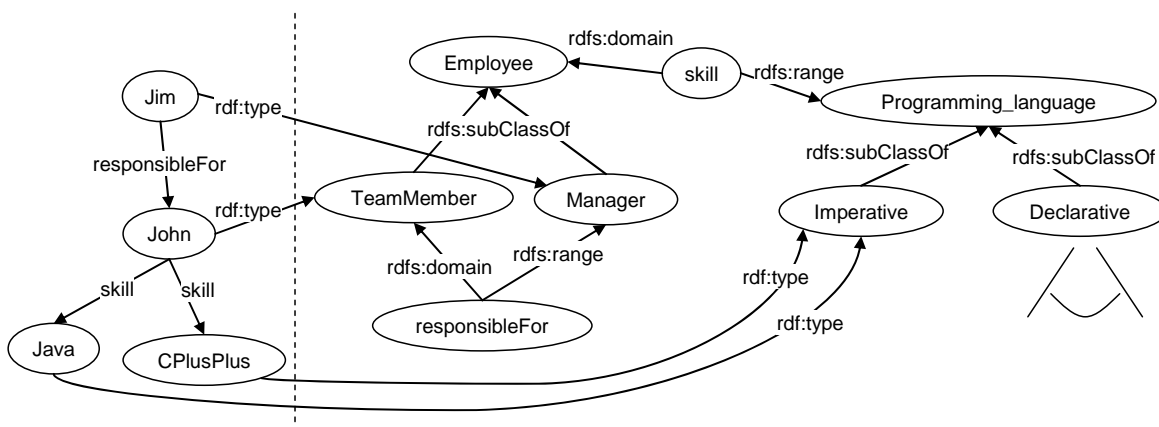 rdfs:domain
Employee
skill
rdfs:range
Jim
rdf:type
Programming_language
rdfs:subClassOf
rdfs:subClassOf
rdfs:subClassOf
responsibleFor
TeamMember
Manager
Imperative
Declarative
rdf:type
John
rdfs:domain
rdfs:range
skill
skill
rdf:type
responsibleFor
rdf:type
Java
CPlusPlus